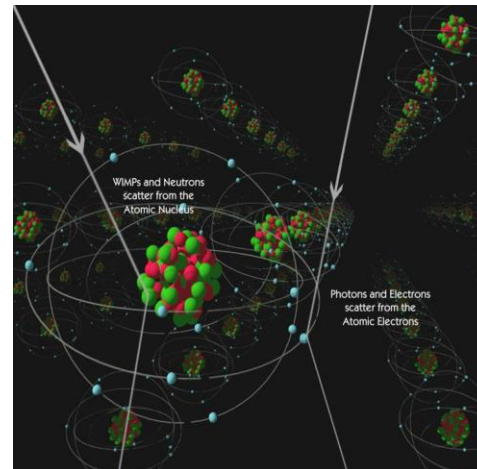 WIMPs and Neutrons
scatter from the
Atomic Nucleus
Photons and Electrons
scatter from the
Atomic Electrons